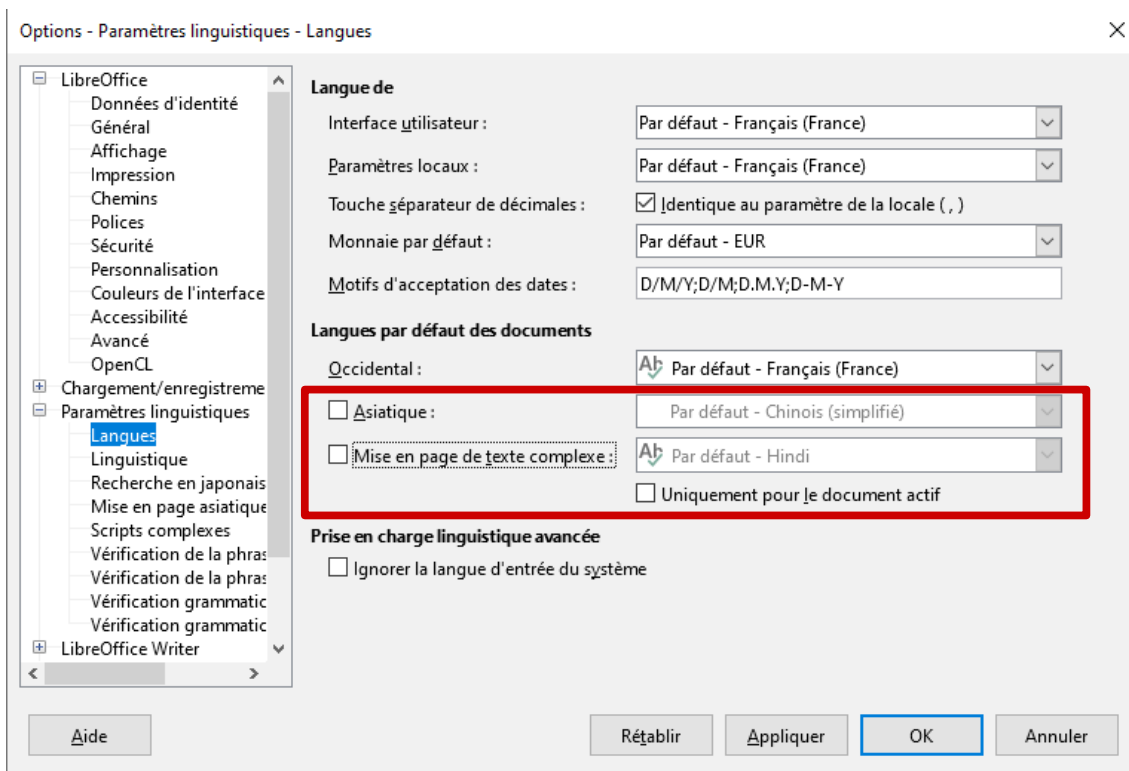 Options - Paramètres linguistiques - Langues
LibreOffice
Données d'identité
Général
Affichage
Impression
Chemins
Polices
Sécurité
Personnalisation
Couleurs de l'interface
Accessibilité
Avancé
OpenCL
Chargement/enregistreme
Paramètres linguistiques
Langues
Linguistique
Recherche en japonais
Mise en page asiatique
Scripts complexes
Vérification de la phras
Vérification de la phras
Vérification grammatic
Vérification grammatic
LibreOffice Writer
Langue de
Interface utilisateur : Par défaut - Français (France)
Paramètres locaux : Par défaut - Français (France)
Touche séparateur de décimales : Identique au paramètre de la locale ( , )
Monnaie par défaut : Par défaut - EUR
Motifs d'acceptation des dates : D/M/Y;D/M;D.M.Y;D-M-Y
Langues par défaut des documents
Occidental : Par défaut - Français (France)
Asiatique : Par défaut - Chinois (simplifié)
Mise en page de texte complexe : Par défaut - Hindi
Uniquement pour le document actif
Prise en charge linguistique avancée
Ignorer la langue d'entrée du système
Aide Rétablir Appliquer OK Annuler